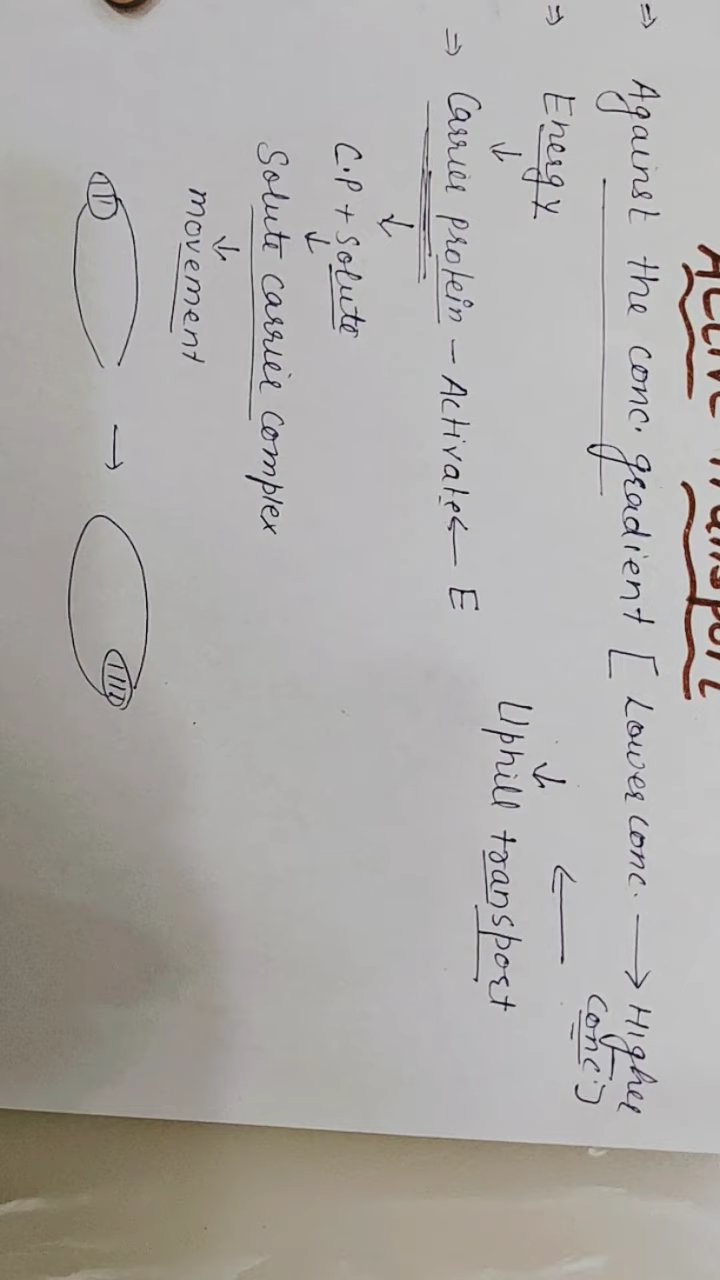 Active Transport
⇒ Against the conc. gradient [Lower conc. → Higher
conc.]
⇒ Energy
↓
↓ ←
Uphill transport
⇒ Carrier protein - Activates ← E
↓
C.P + Solute
↓
Solute carrier complex
↓
movement
→